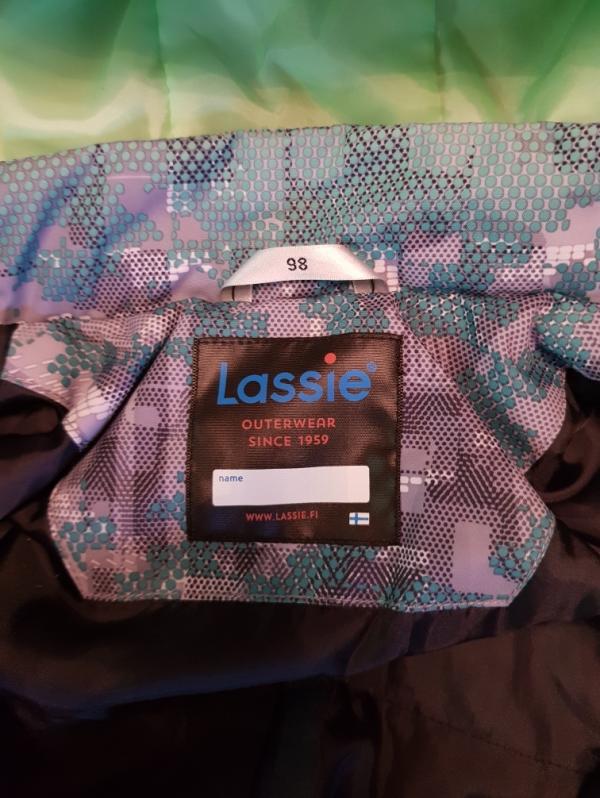 98
Lassie®
OUTERWEAR
SINCE 1959
name
WWW.LASSIE.FI